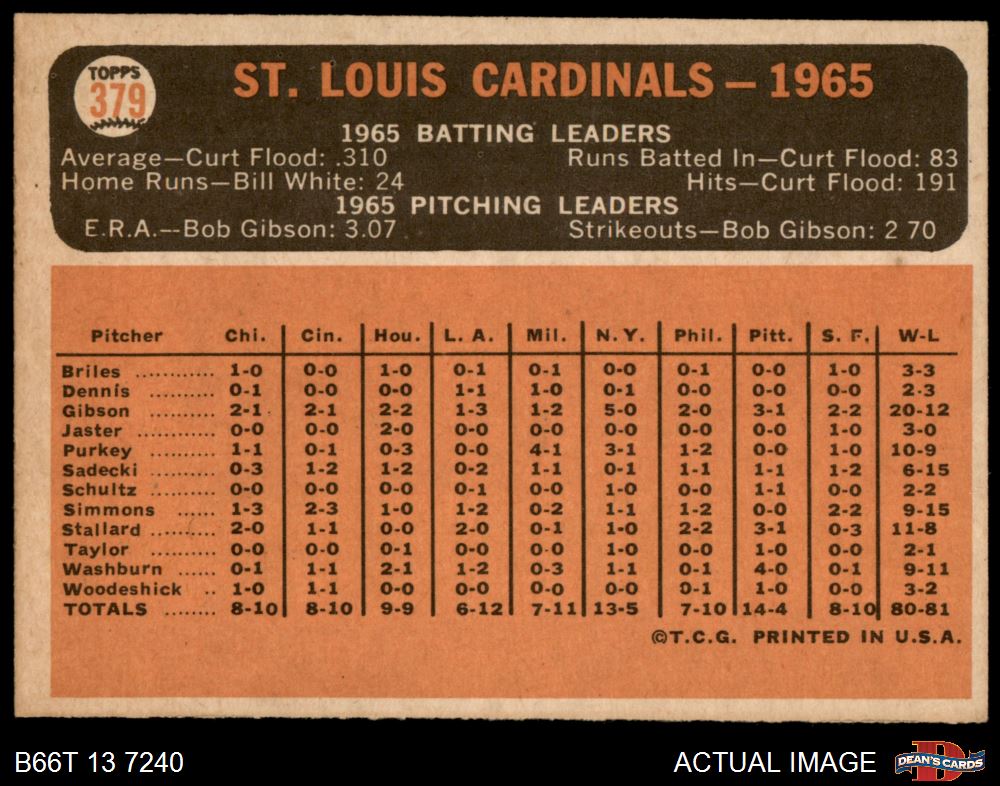 TOPPS
379
ST. LOUIS CARDINALS — 1965
1965 BATTING LEADERS
Average—Curt Flood: .310 Runs Batted In—Curt Flood: 83
Home Runs—Bill White: 24 Hits—Curt Flood: 191
1965 PITCHING LEADERS
E.R.A.--Bob Gibson: 3.07 Strikeouts—Bob Gibson: 2 70
Pitcher Chi. Cin. Hou. L. A. Mil. N. Y. Phil. Pitt. S. F. W-L
Briles ............ 1-0 0-0 1-0 0-1 0-1 0-0 0-1 0-0 1-0 3-3
Dennis .......... 0-1 0-0 0-0 1-1 1-0 0-1 0-0 0-0 0-0 2-3
Gibson .......... 2-1 2-1 2-2 1-3 1-2 5-0 2-0 3-1 2-2 20-12
Jaster ............ 0-0 0-0 2-0 0-0 0-0 0-0 0-0 0-0 1-0 3-0
Purkey .......... 1-1 0-1 0-3 0-0 4-1 3-1 1-2 0-0 1-0 10-9
Sadecki ........ 0-3 1-2 1-2 0-2 1-1 0-1 1-1 1-1 1-2 6-15
Schultz .......... 0-0 0-0 0-0 0-1 0-0 1-0 0-0 1-1 0-0 2-2
Simmons ...... 1-3 2-3 1-0 1-2 0-2 1-1 1-2 0-0 2-2 9-15
Stallard ........ 2-0 1-1 0-0 2-0 0-1 1-0 2-2 3-1 0-3 11-8
Taylor .......... 0-0 0-0 0-1 0-0 0-0 1-0 0-0 1-0 0-0 2-1
Washburn ...... 0-1 1-1 2-1 1-2 0-3 1-1 0-1 4-0 0-1 9-11
Woodeshick .. 1-0 1-1 0-0 0-0 0-0 0-0 0-1 1-0 0-0 3-2
TOTALS ........ 8-10 8-10 9-9 6-12 7-11 13-5 7-10 14-4 8-10 80-81
©T.C.G. PRINTED IN U.S.A.
B66T 13 7240 ACTUAL IMAGE
D
DEAN'S CARDS